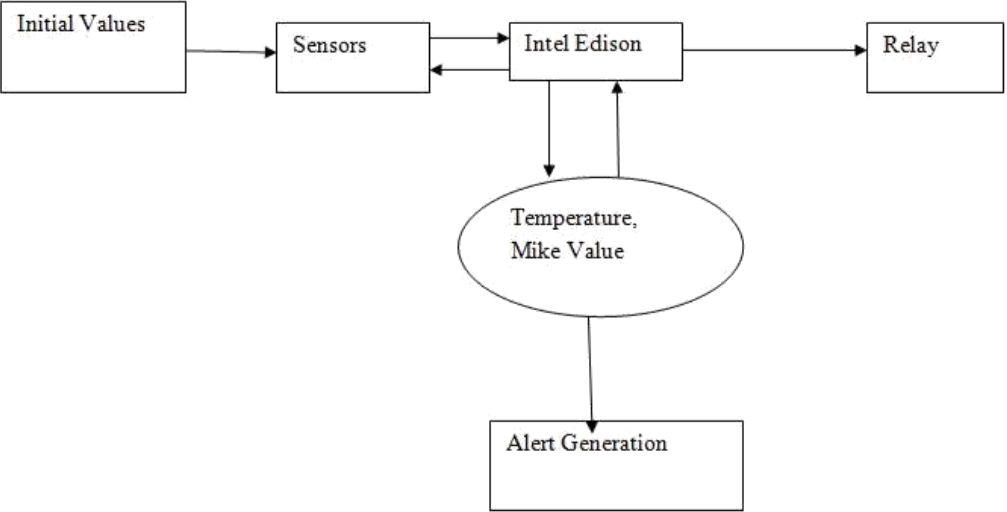 Initial Values
Sensors
Intel Edison
Relay
Temperature,
Mike Value
Alert Generation